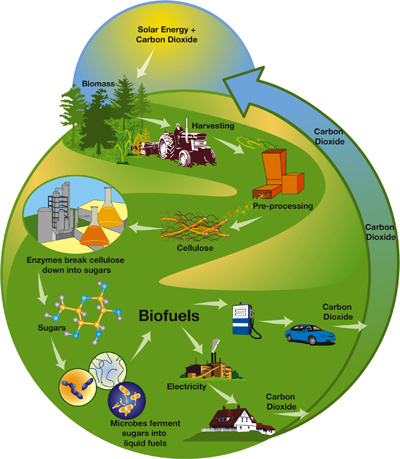 Solar Energy +
Carbon Dioxide
Biomass
Harvesting
Carbon
Dioxide
Pre-processing
Carbon
Dioxide
Cellulose
Enzymes break cellulose
down into sugars
Sugars
Biofuels
Carbon
Dioxide
Electricity
Carbon
Dioxide
Microbes ferment
sugars into
liquid fuels